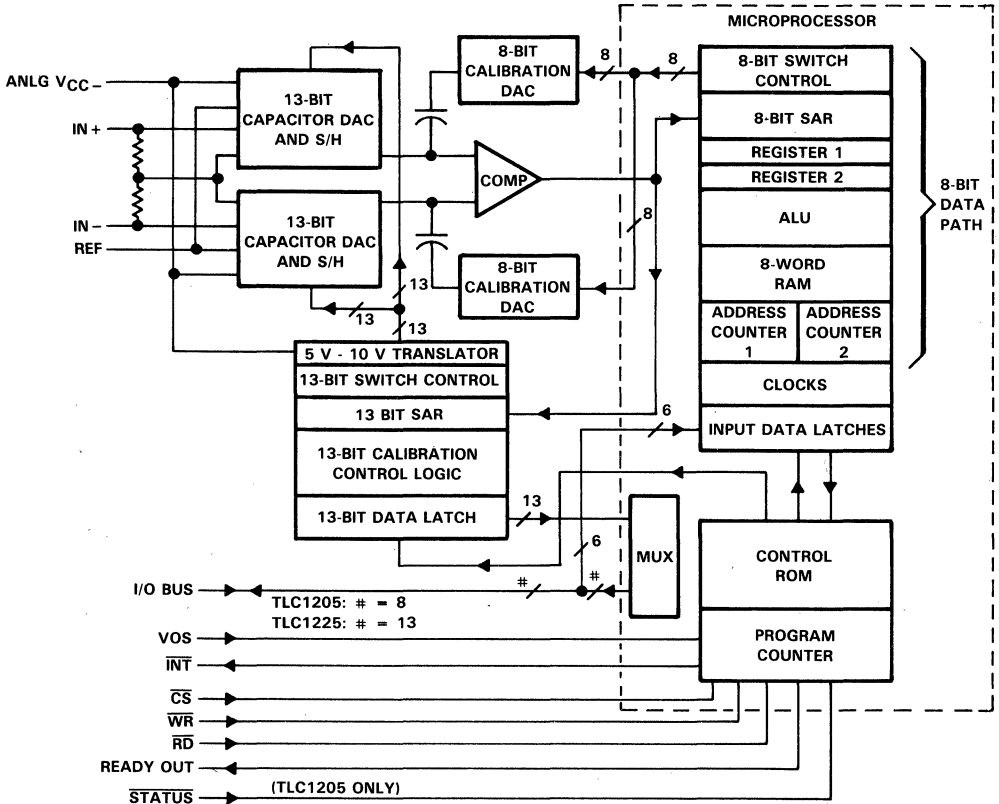 MICROPROCESSOR
ANLG VCC–
IN +
IN –
REF
13-BIT
CAPACITOR DAC
AND S/H
13-BIT
CAPACITOR DAC
AND S/H
8-BIT
CALIBRATION
DAC
8
8
COMP
8
8-BIT
CALIBRATION
DAC
13
13
13
8-BIT SWITCH
CONTROL
8-BIT SAR
REGISTER 1
REGISTER 2
ALU
8-WORD
RAM
ADDRESS
COUNTER
1
ADDRESS
COUNTER
2
CLOCKS
INPUT DATA LATCHES
8-BIT
DATA
PATH
5 V - 10 V TRANSLATOR
13-BIT SWITCH CONTROL
13 BIT SAR
13-BIT CALIBRATION
CONTROL LOGIC
13-BIT DATA LATCH
13
6
6
MUX
CONTROL
ROM
PROGRAM
COUNTER
I/O BUS
#
#
TLC1205: # = 8
TLC1225: # = 13
VOS
INT
CS
WR
RD
READY OUT
STATUS
(TLC1205 ONLY)